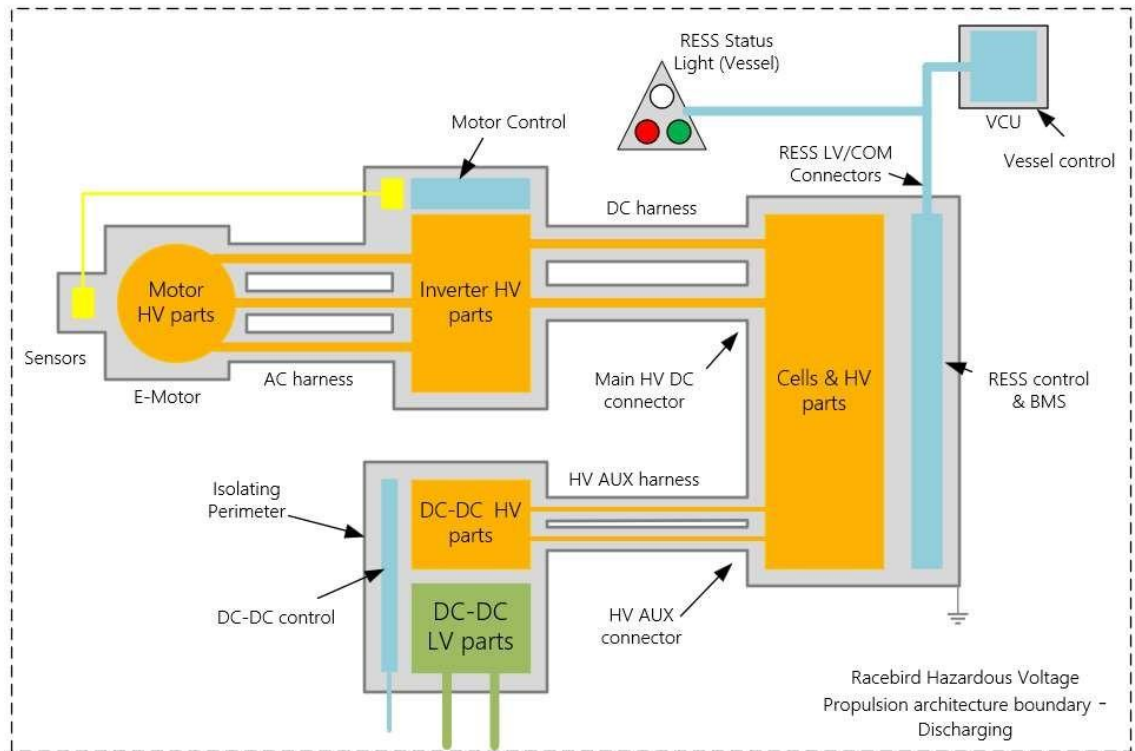 RESS Status
Light (Vessel)
VCU
Vessel control
Motor Control
RESS LV/COM
Connectors
DC harness
Motor
HV parts
Inverter HV
parts
Sensors
AC harness
E-Motor
Main HV DC
connector
Cells & HV
parts
RESS control
& BMS
Isolating
Perimeter
HV AUX harness
DC-DC HV
parts
DC-DC control
DC-DC
LV parts
HV AUX
connector
Racebird Hazardous Voltage
Propulsion architecture boundary -
Discharging